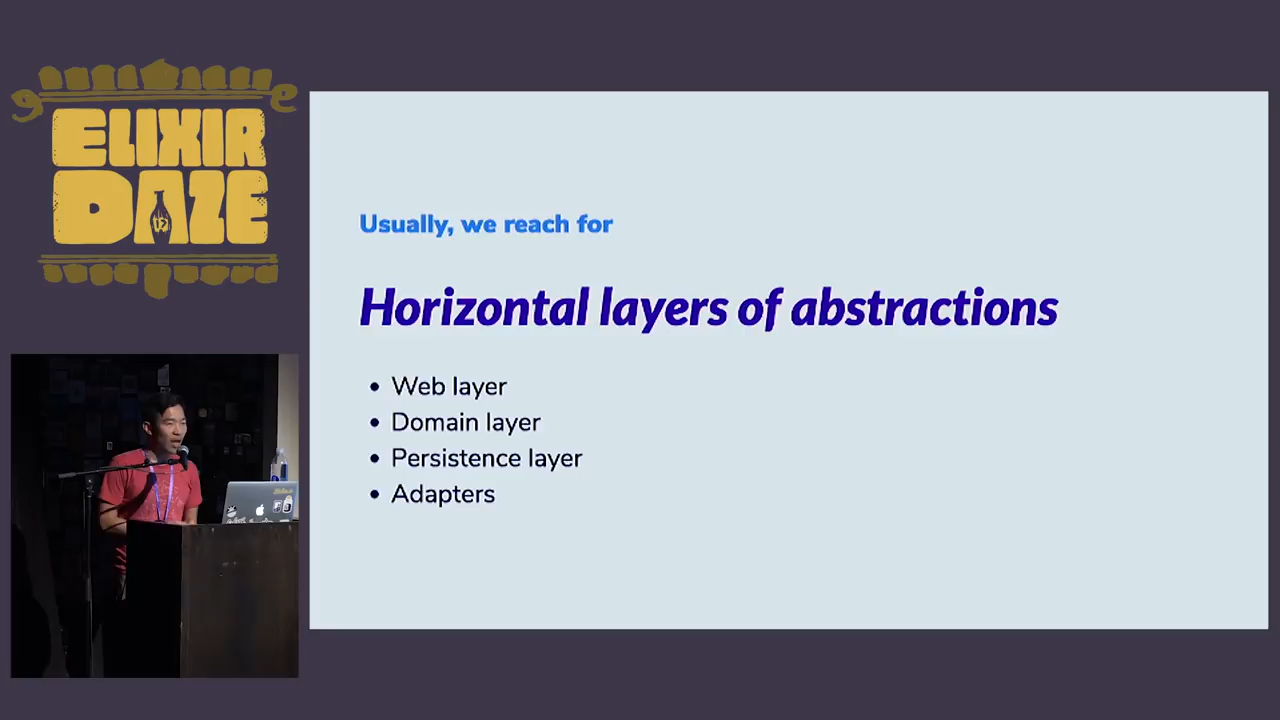 ELIXIR
DAZE
Usually, we reach for
Horizontal layers of abstractions
• Web layer
• Domain layer
• Persistence layer
• Adapters